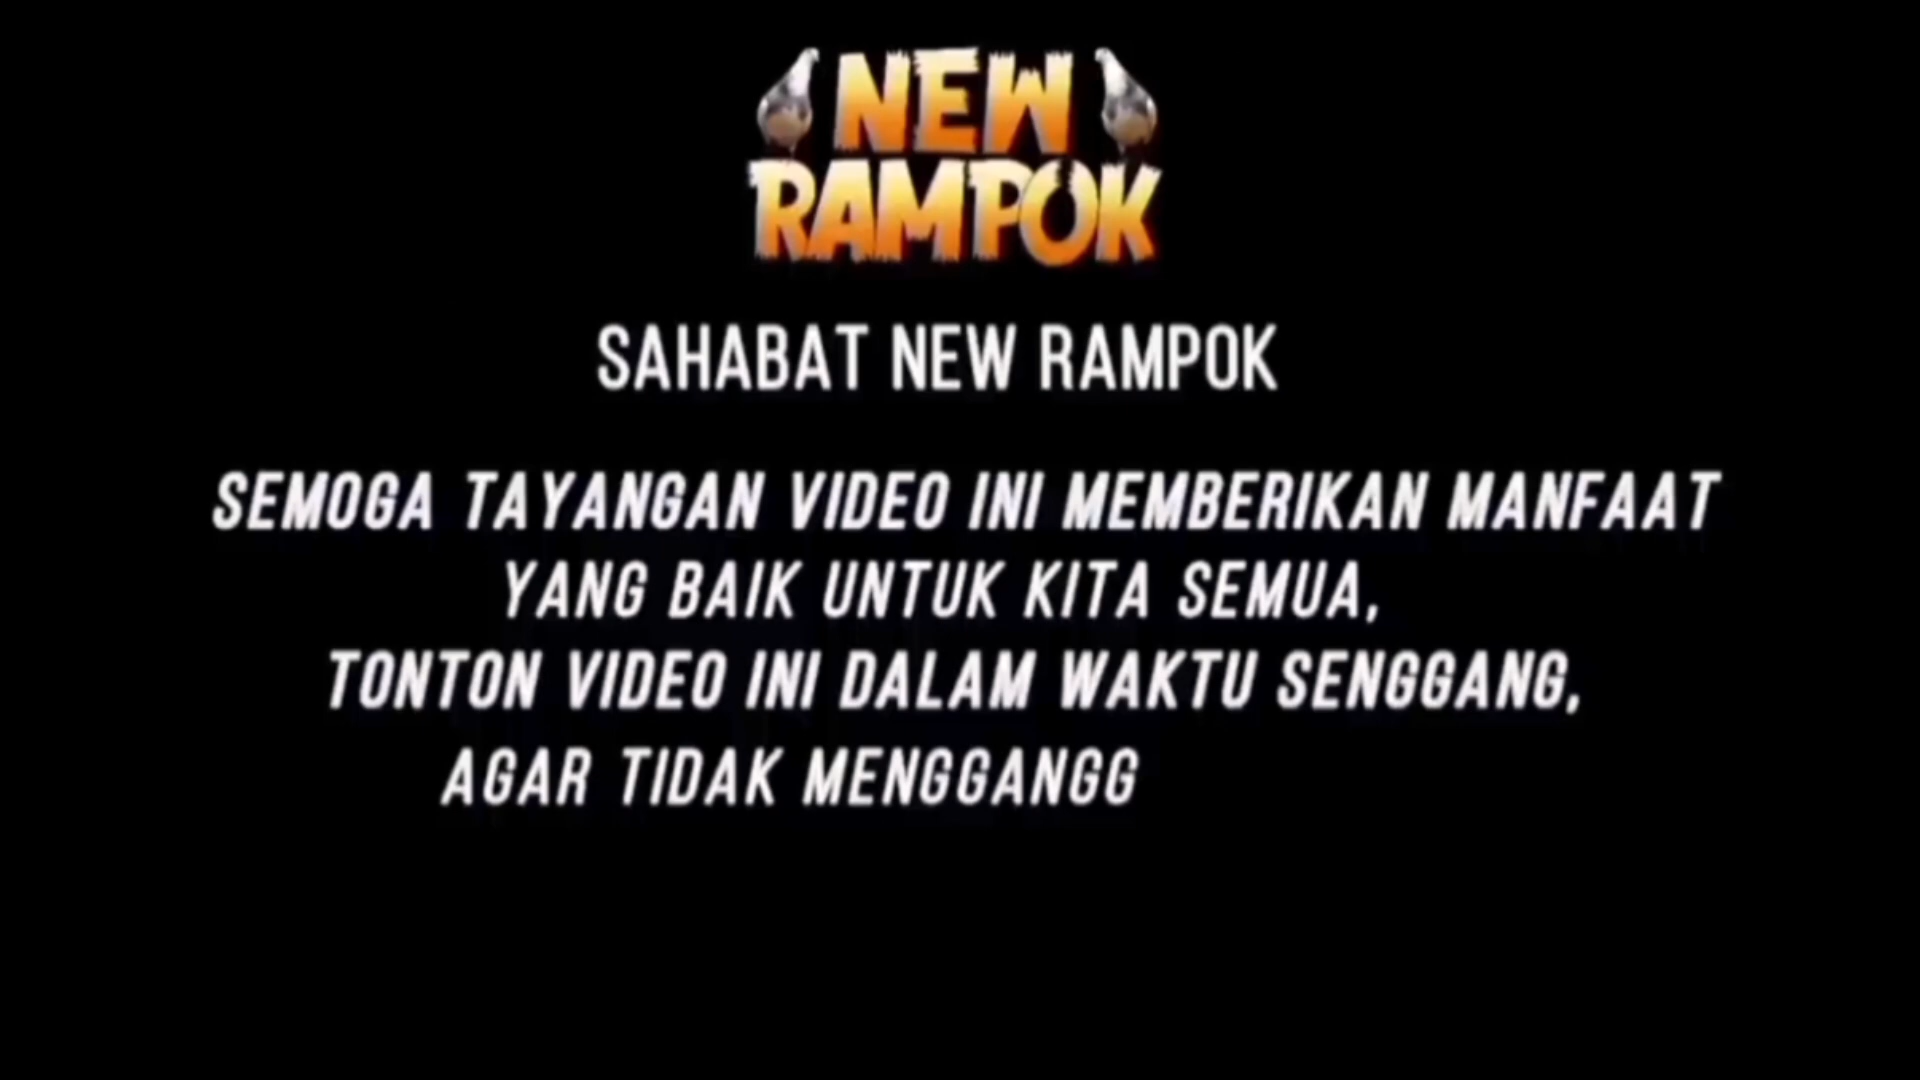 NEW
RAMPOK
SAHABAT NEW RAMPOK
SEMOGA TAYANGAN VIDEO INI MEMBERIKAN MANFAAT
YANG BAIK UNTUK KITA SEMUA,
TONTON VIDEO INI DALAM WAKTU SENGGANG,
AGAR TIDAK MENGGANGG